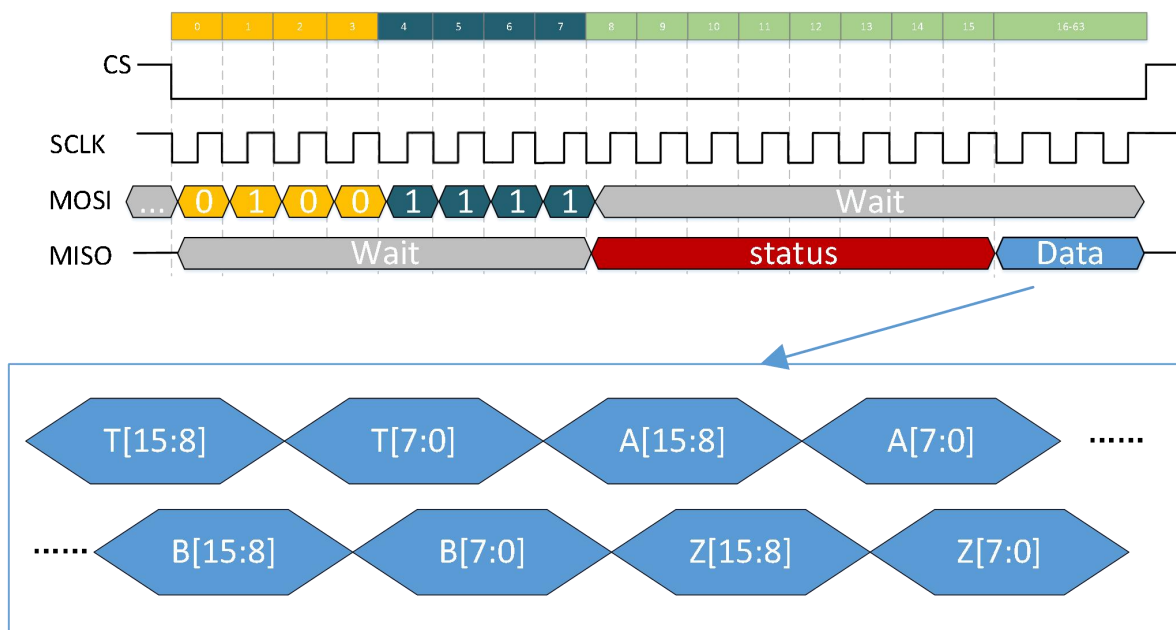 0 1 2 3 4 5 6 7 8 9 10 11 12 13 14 15 16-63
CS
SCLK
MOSI ... 0 1 0 0 1 1 1 1 Wait
MISO Wait status Data
T[15:8] T[7:0] A[15:8] A[7:0] ......
...... B[15:8] B[7:0] Z[15:8] Z[7:0]